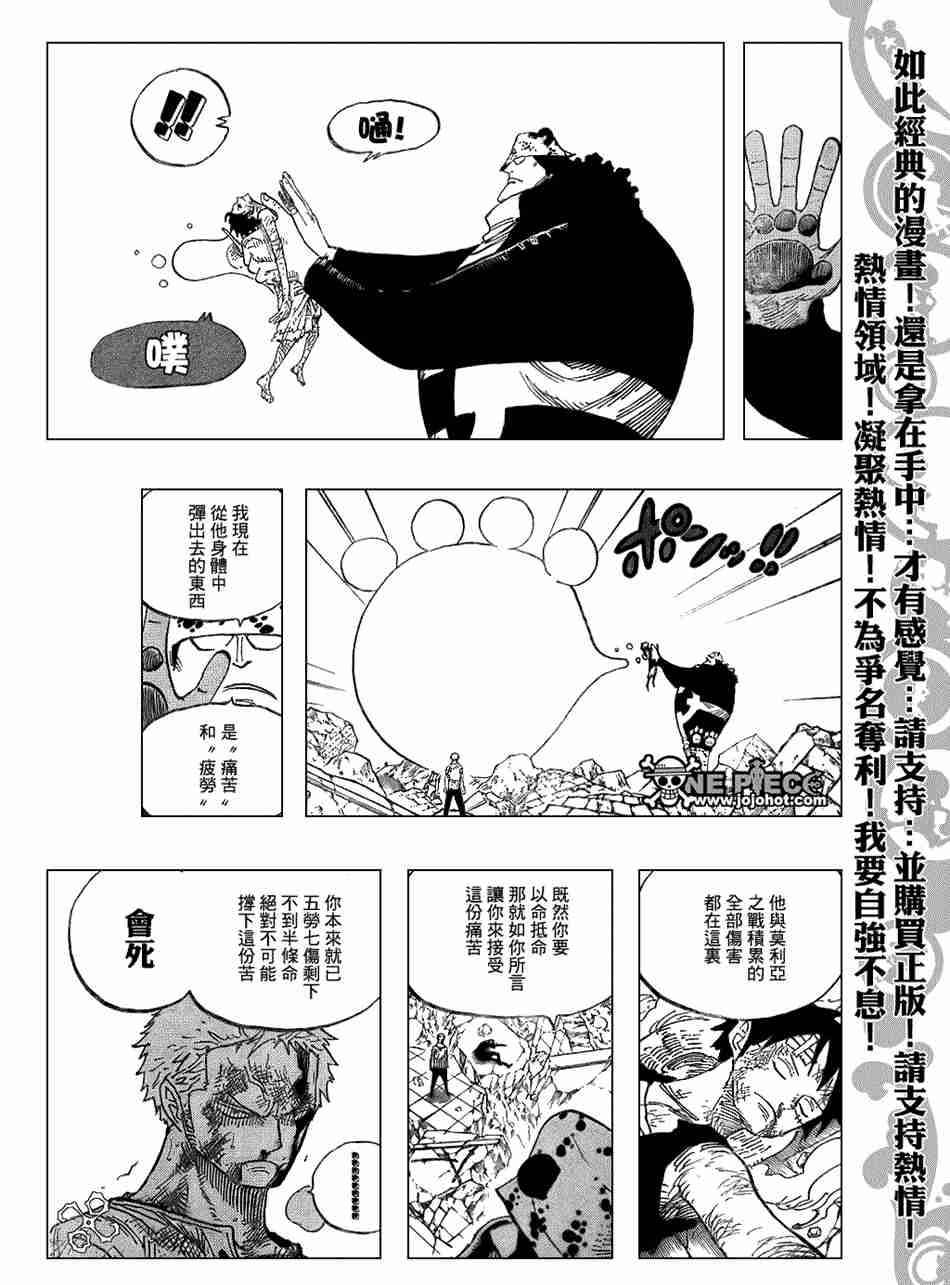 如此經典的漫畫！還是拿在手中…才有感覺…請支持…並購買正版！請支持熱情！
熱情領域！凝聚熱情！不為爭名奪利！我要自強不息！
嗵！
!!
噗
ポンッ!!
ONE PIECE
www.jojohot.com
我現在
從他身體中
彈出去的東西
是〝痛苦〞
和〝疲勞〞
他與莫利亞
之戰積累的
全部傷害
都在這裏
既然你要
以命抵命
那就如你所言
讓你來接受
這份痛苦
你本來就已
五勞七傷剩下
不到半條命
絕對不可能
撐下這份苦
會死
…………